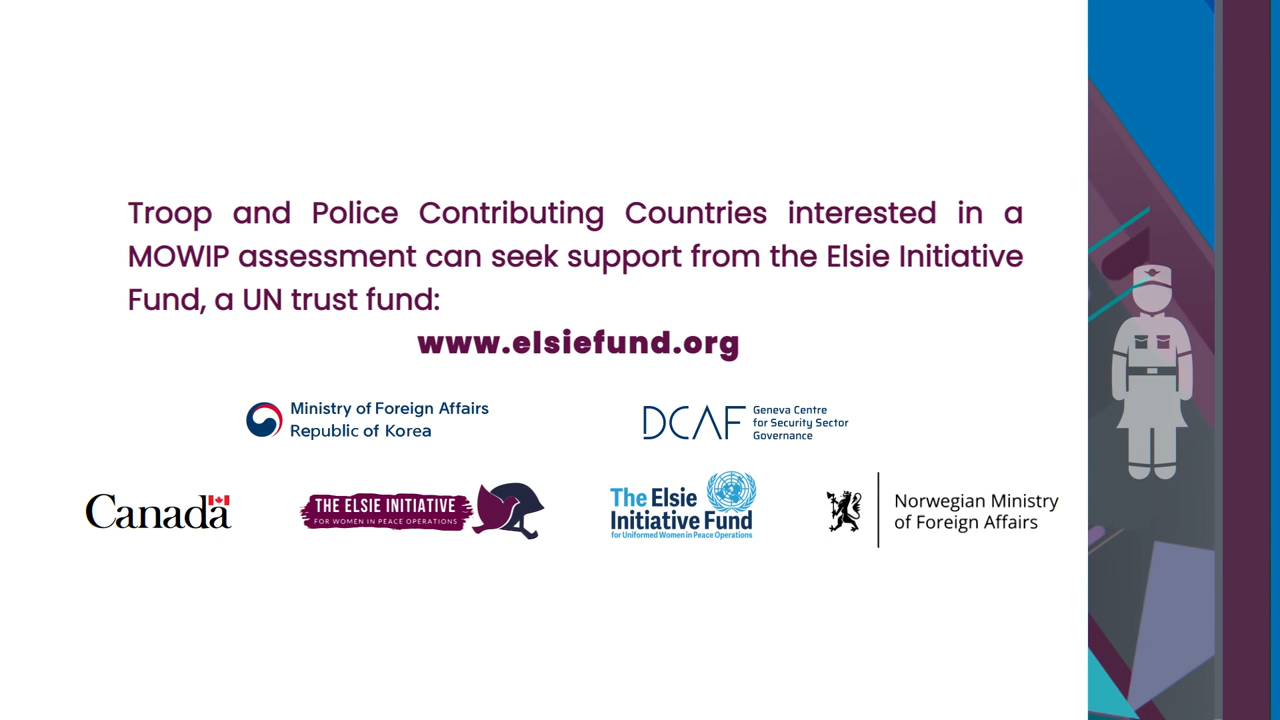 Troop and Police Contributing Countries interested in a
MOWIP assessment can seek support from the Elsie Initiative
Fund, a UN trust fund:
www.elsiefund.org
Ministry of Foreign Affairs
Republic of Korea
DCAF
Geneva Centre
for Security Sector
Governance
Canada
THE ELSIE INITIATIVE
FOR WOMEN IN PEACE OPERATIONS
The Elsie
Initiative Fund
for Uniformed Women in Peace Operations
Norwegian Ministry
of Foreign Affairs